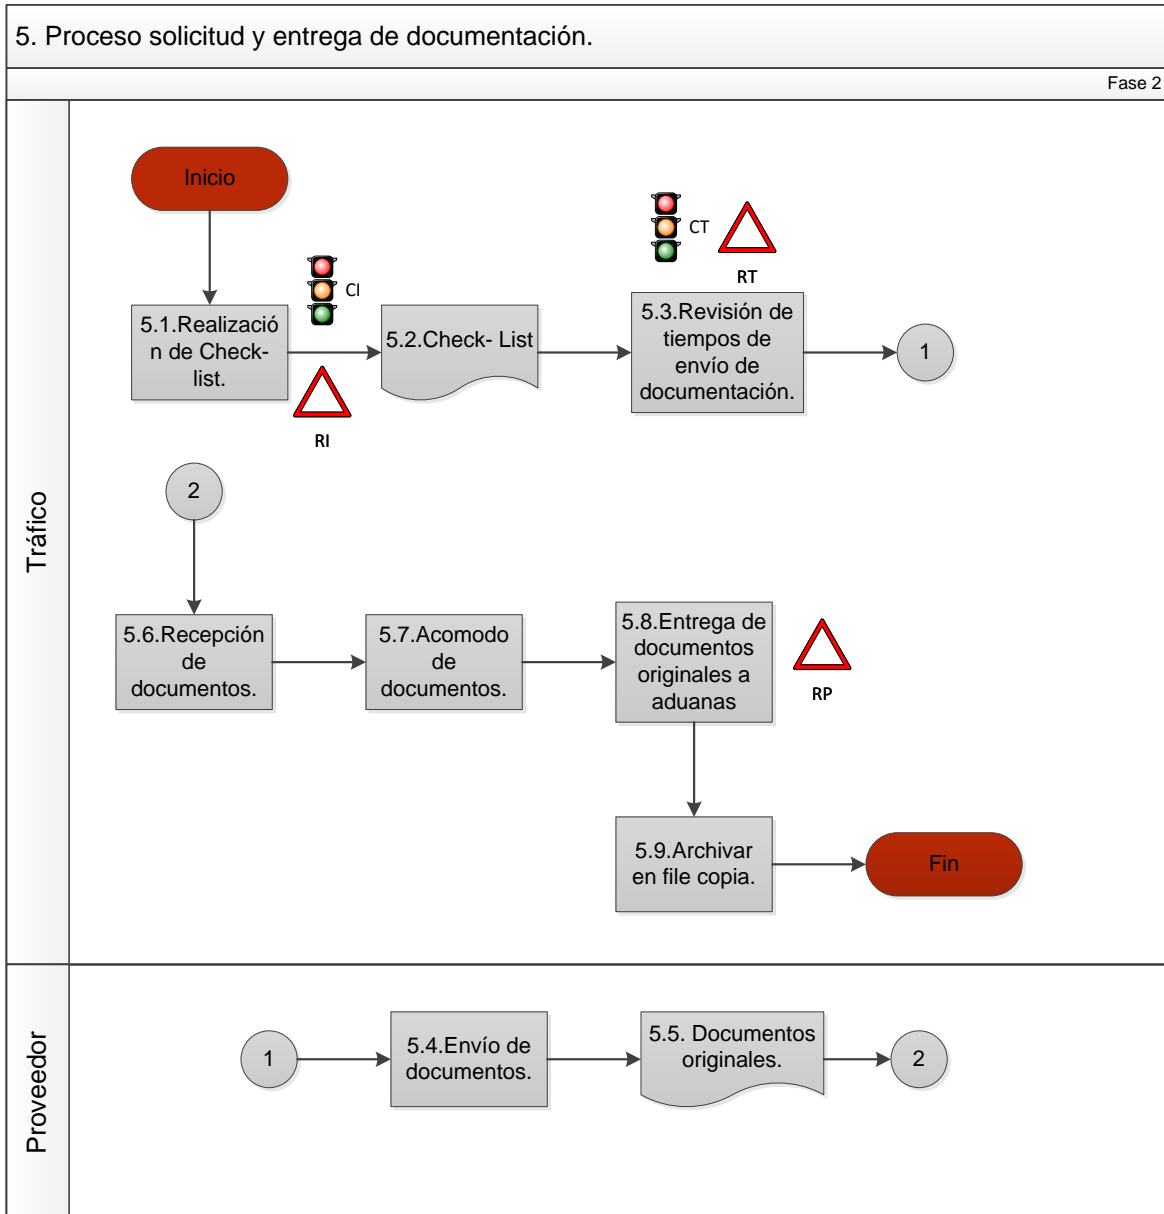 5. Proceso solicitud y entrega de documentación.
Fase 2
Tráfico
Inicio
CI
CT
RT
5.1.Realizació
n de Check-
list.
5.2.Check- List
5.3.Revisión de
tiempos de
envío de
documentación.
1
RI
2
5.6.Recepción
de
documentos.
5.7.Acomodo
de
documentos.
5.8.Entrega de
documentos
originales a
aduanas
RP
5.9.Archivar
en file copia.
Fin
Proveedor
1
5.4.Envío de
documentos.
5.5. Documentos
originales.
2